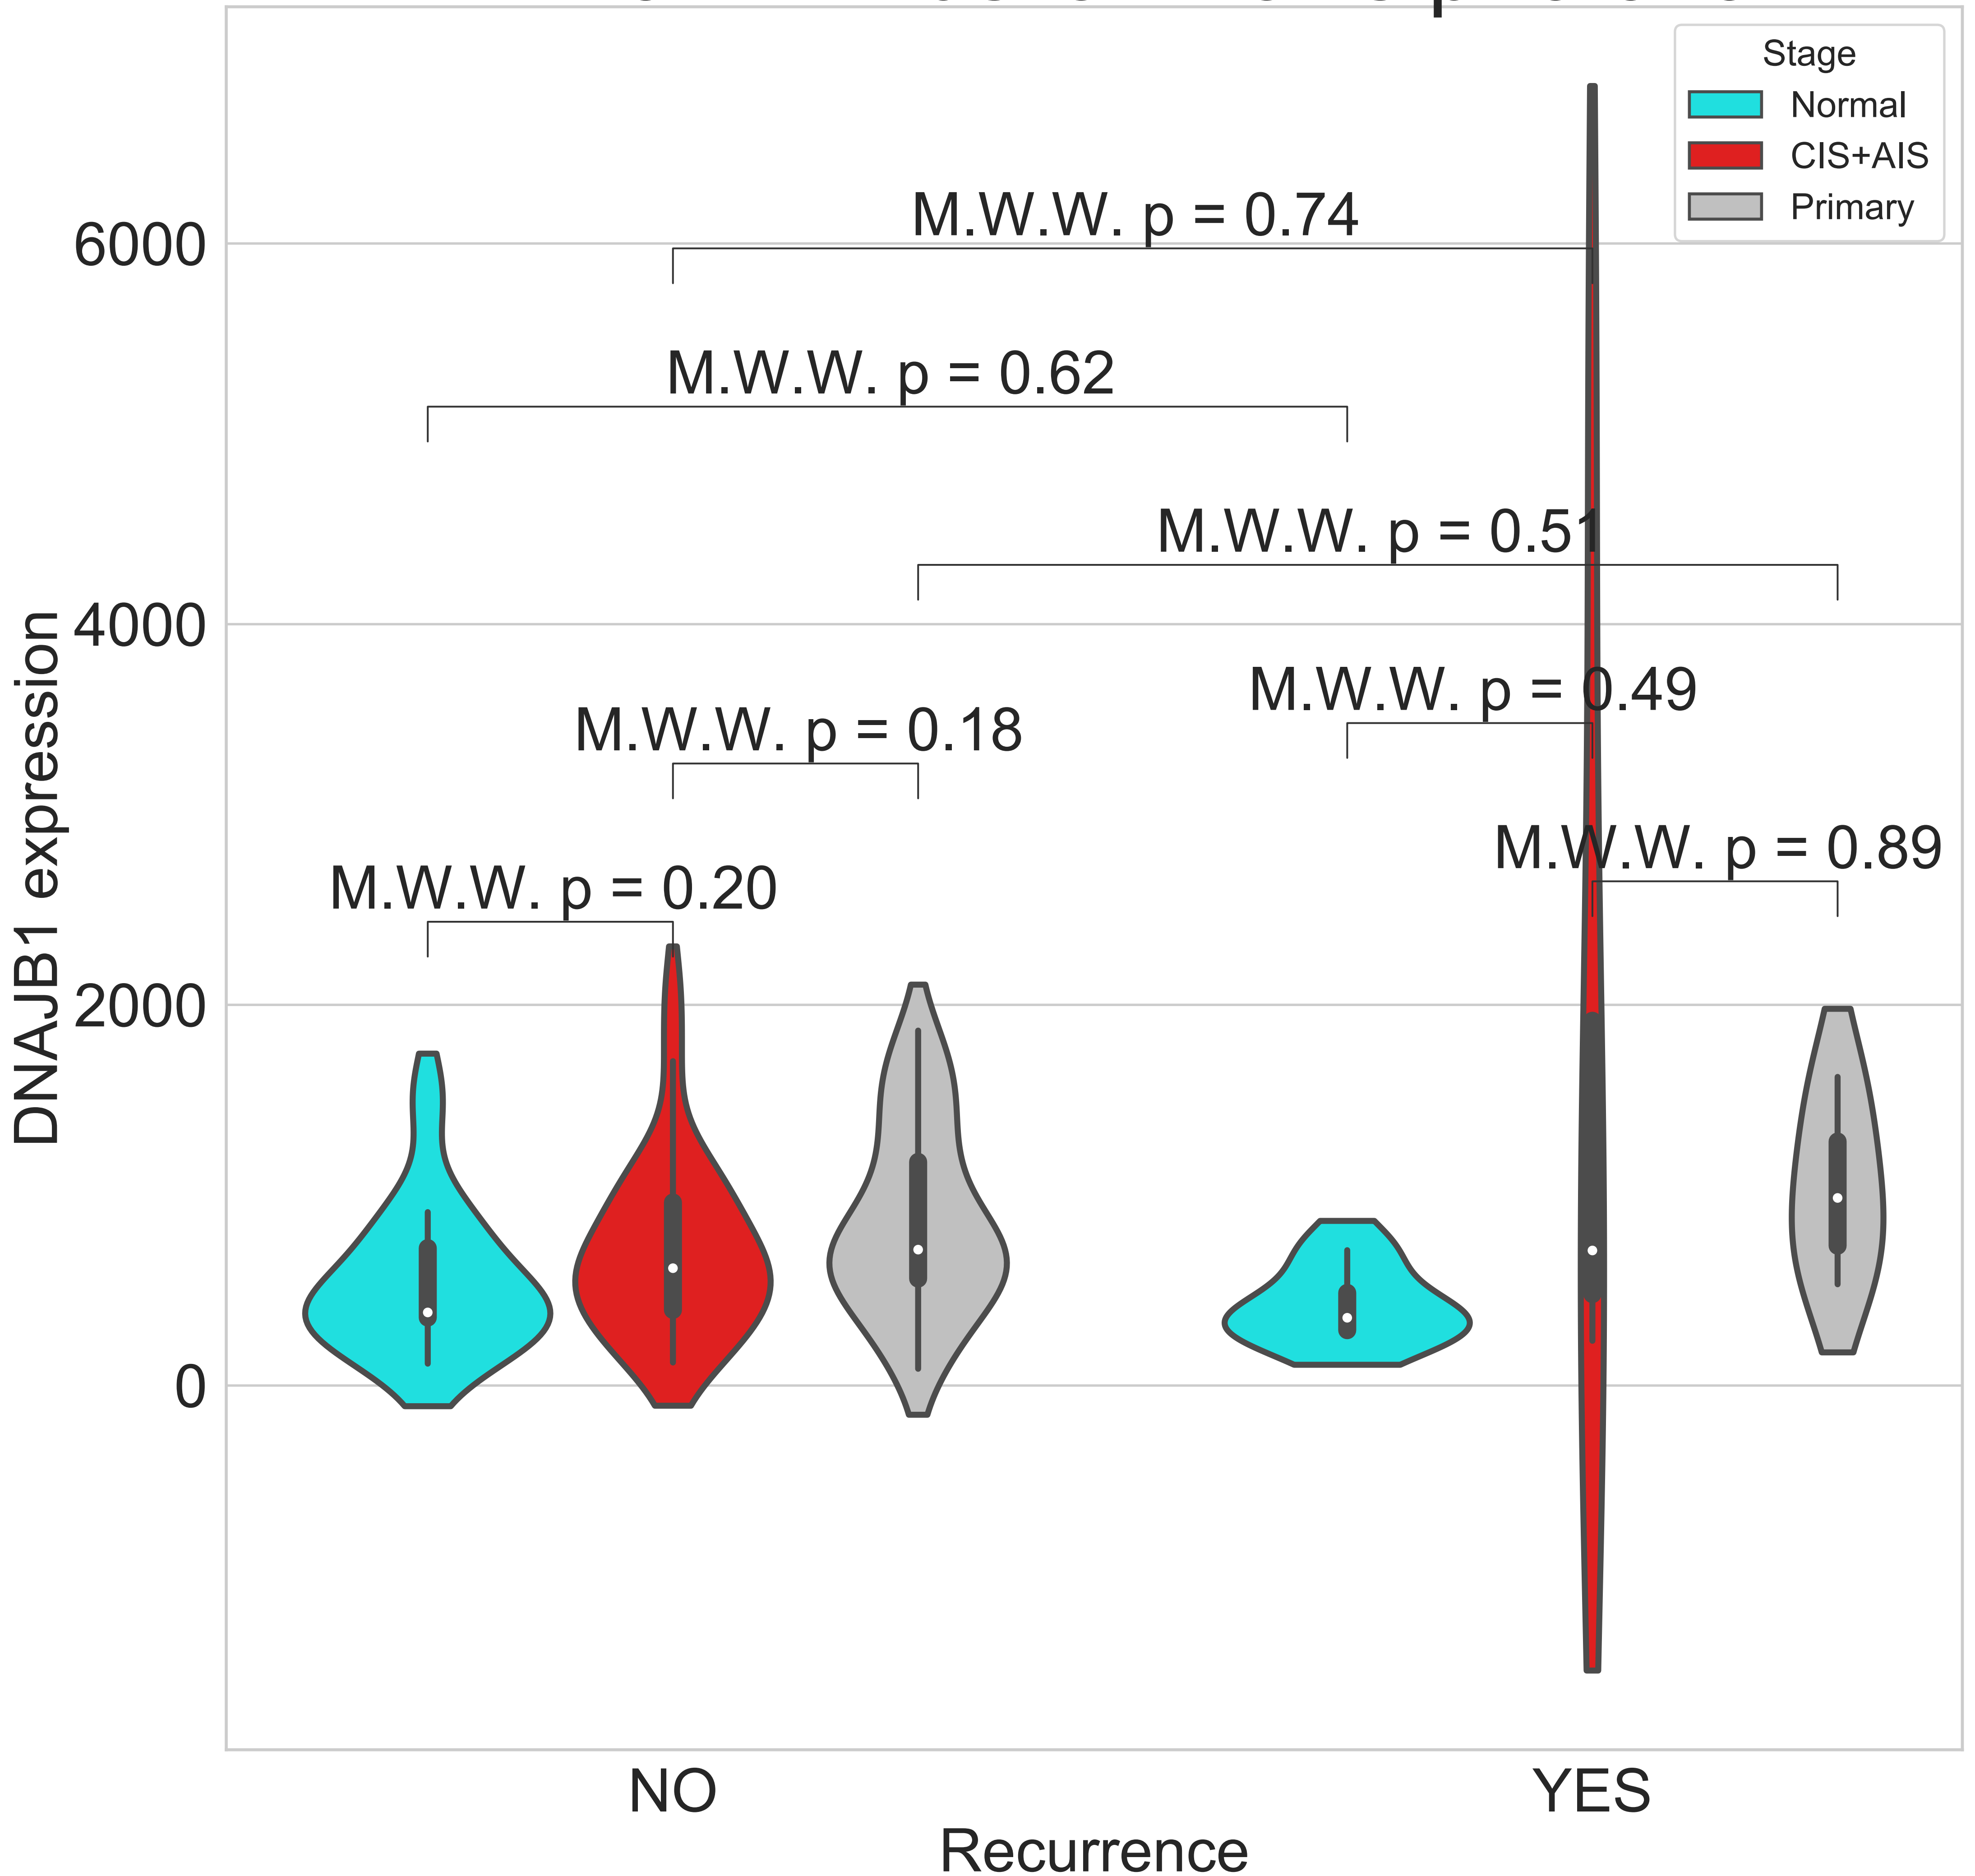 Stage
Normal
CIS+AIS
Primary
M.W.W. p = 0.74
6000
M.W.W. p = 0.62
M.W.W. p = 0.51
4000
M.W.W. p = 0.49
M.W.W. p = 0.18
M.W.W. p = 0.89
M.W.W. p = 0.20
DNAJB1 expression
2000
0
NO
YES
Recurrence